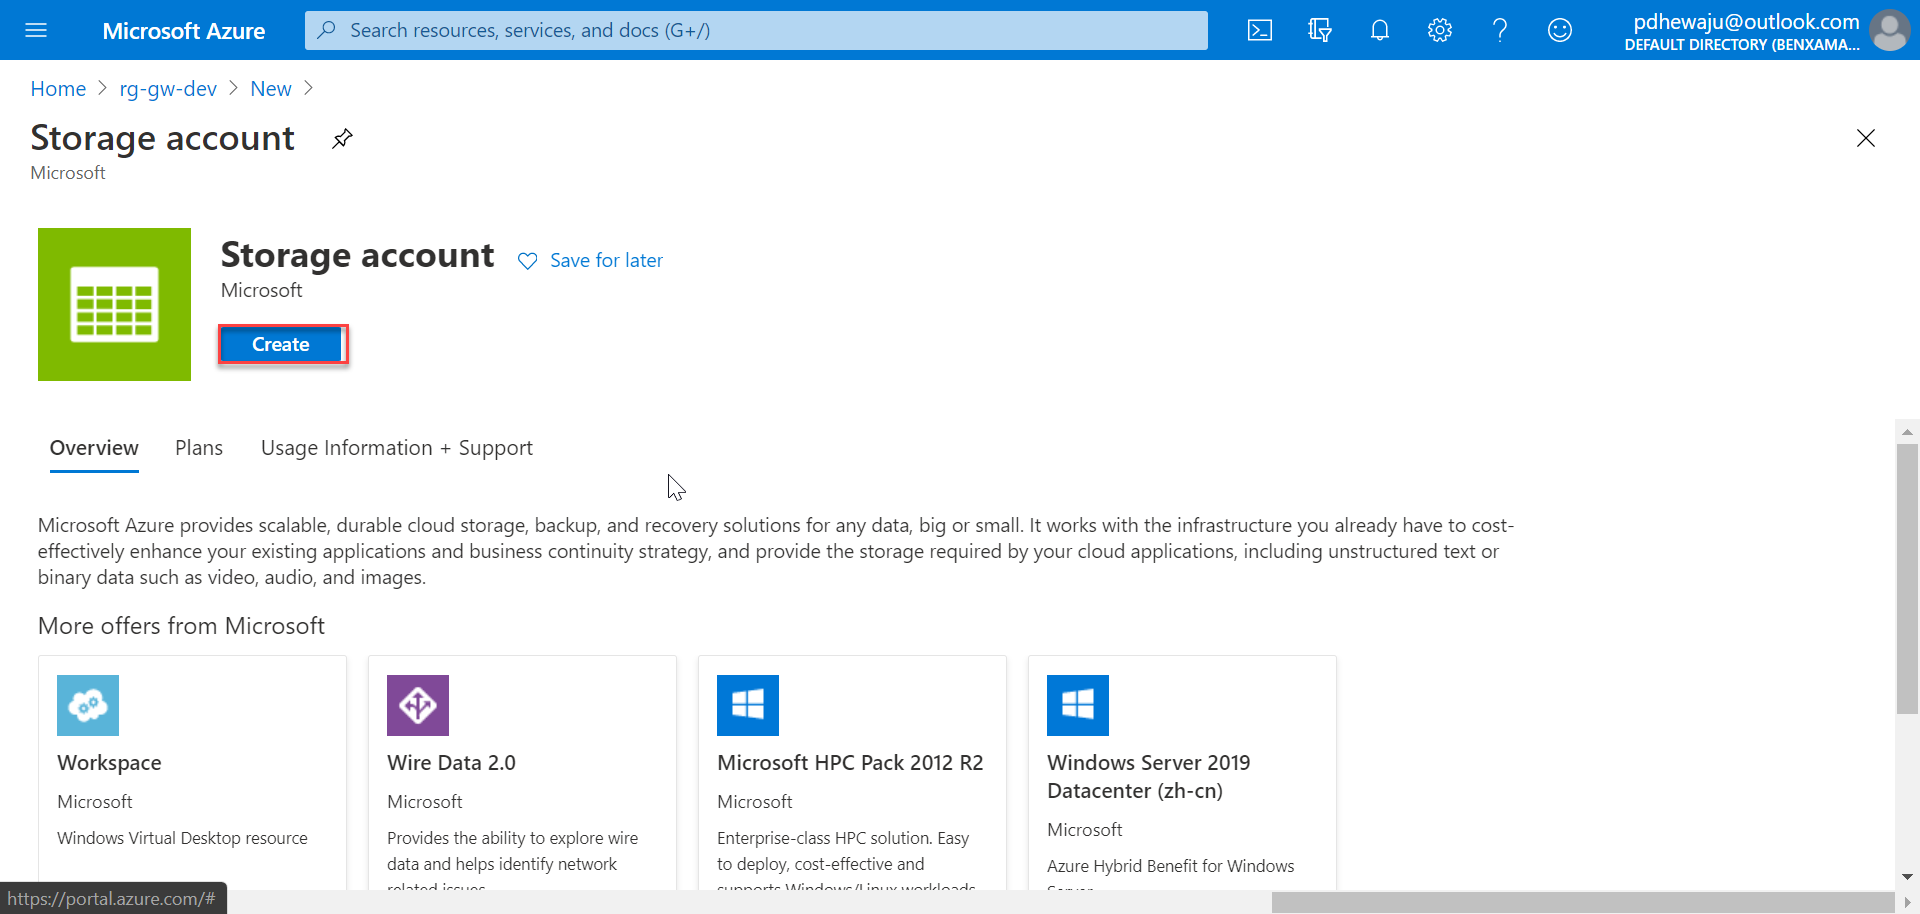 Microsoft Azure
Search resources, services, and docs (G+/)
pdhewaju@outlook.com
DEFAULT DIRECTORY (BENXAMA...
Home > rg-gw-dev > New >
Storage account
Microsoft
Storage account
Save for later
Microsoft
Create
Overview
Plans
Usage Information + Support
Microsoft Azure provides scalable, durable cloud storage, backup, and recovery solutions for any data, big or small. It works with the infrastructure you already have to cost-
effectively enhance your existing applications and business continuity strategy, and provide the storage required by your cloud applications, including unstructured text or
binary data such as video, audio, and images.
More offers from Microsoft
Workspace
Microsoft
Windows Virtual Desktop resource
Wire Data 2.0
Microsoft
Provides the ability to explore wire
data and helps identify network
related issues
Microsoft HPC Pack 2012 R2
Microsoft
Enterprise-class HPC solution. Easy
to deploy, cost-effective and
supports Windows/Linux workloads
Windows Server 2019
Datacenter (zh-cn)
Microsoft
Azure Hybrid Benefit for Windows
Server
https://portal.azure.com/#